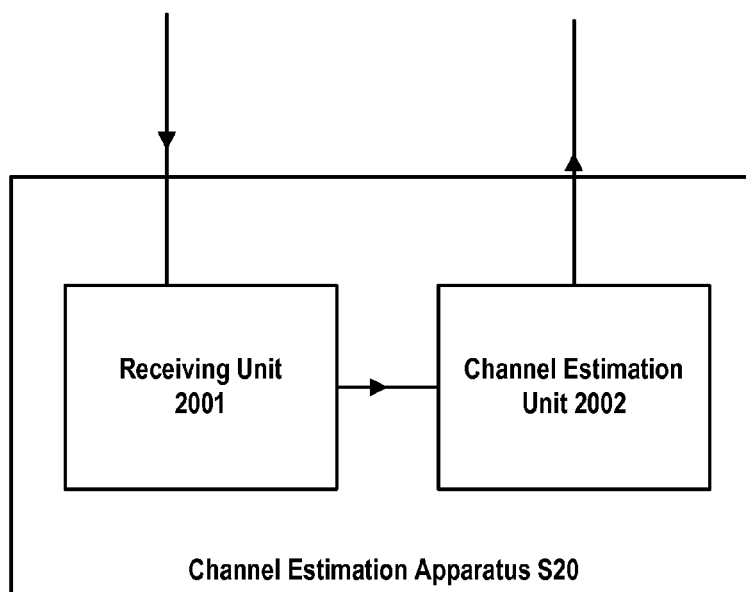 Receiving Unit
2001
Channel Estimation
Unit 2002
Channel Estimation Apparatus S20